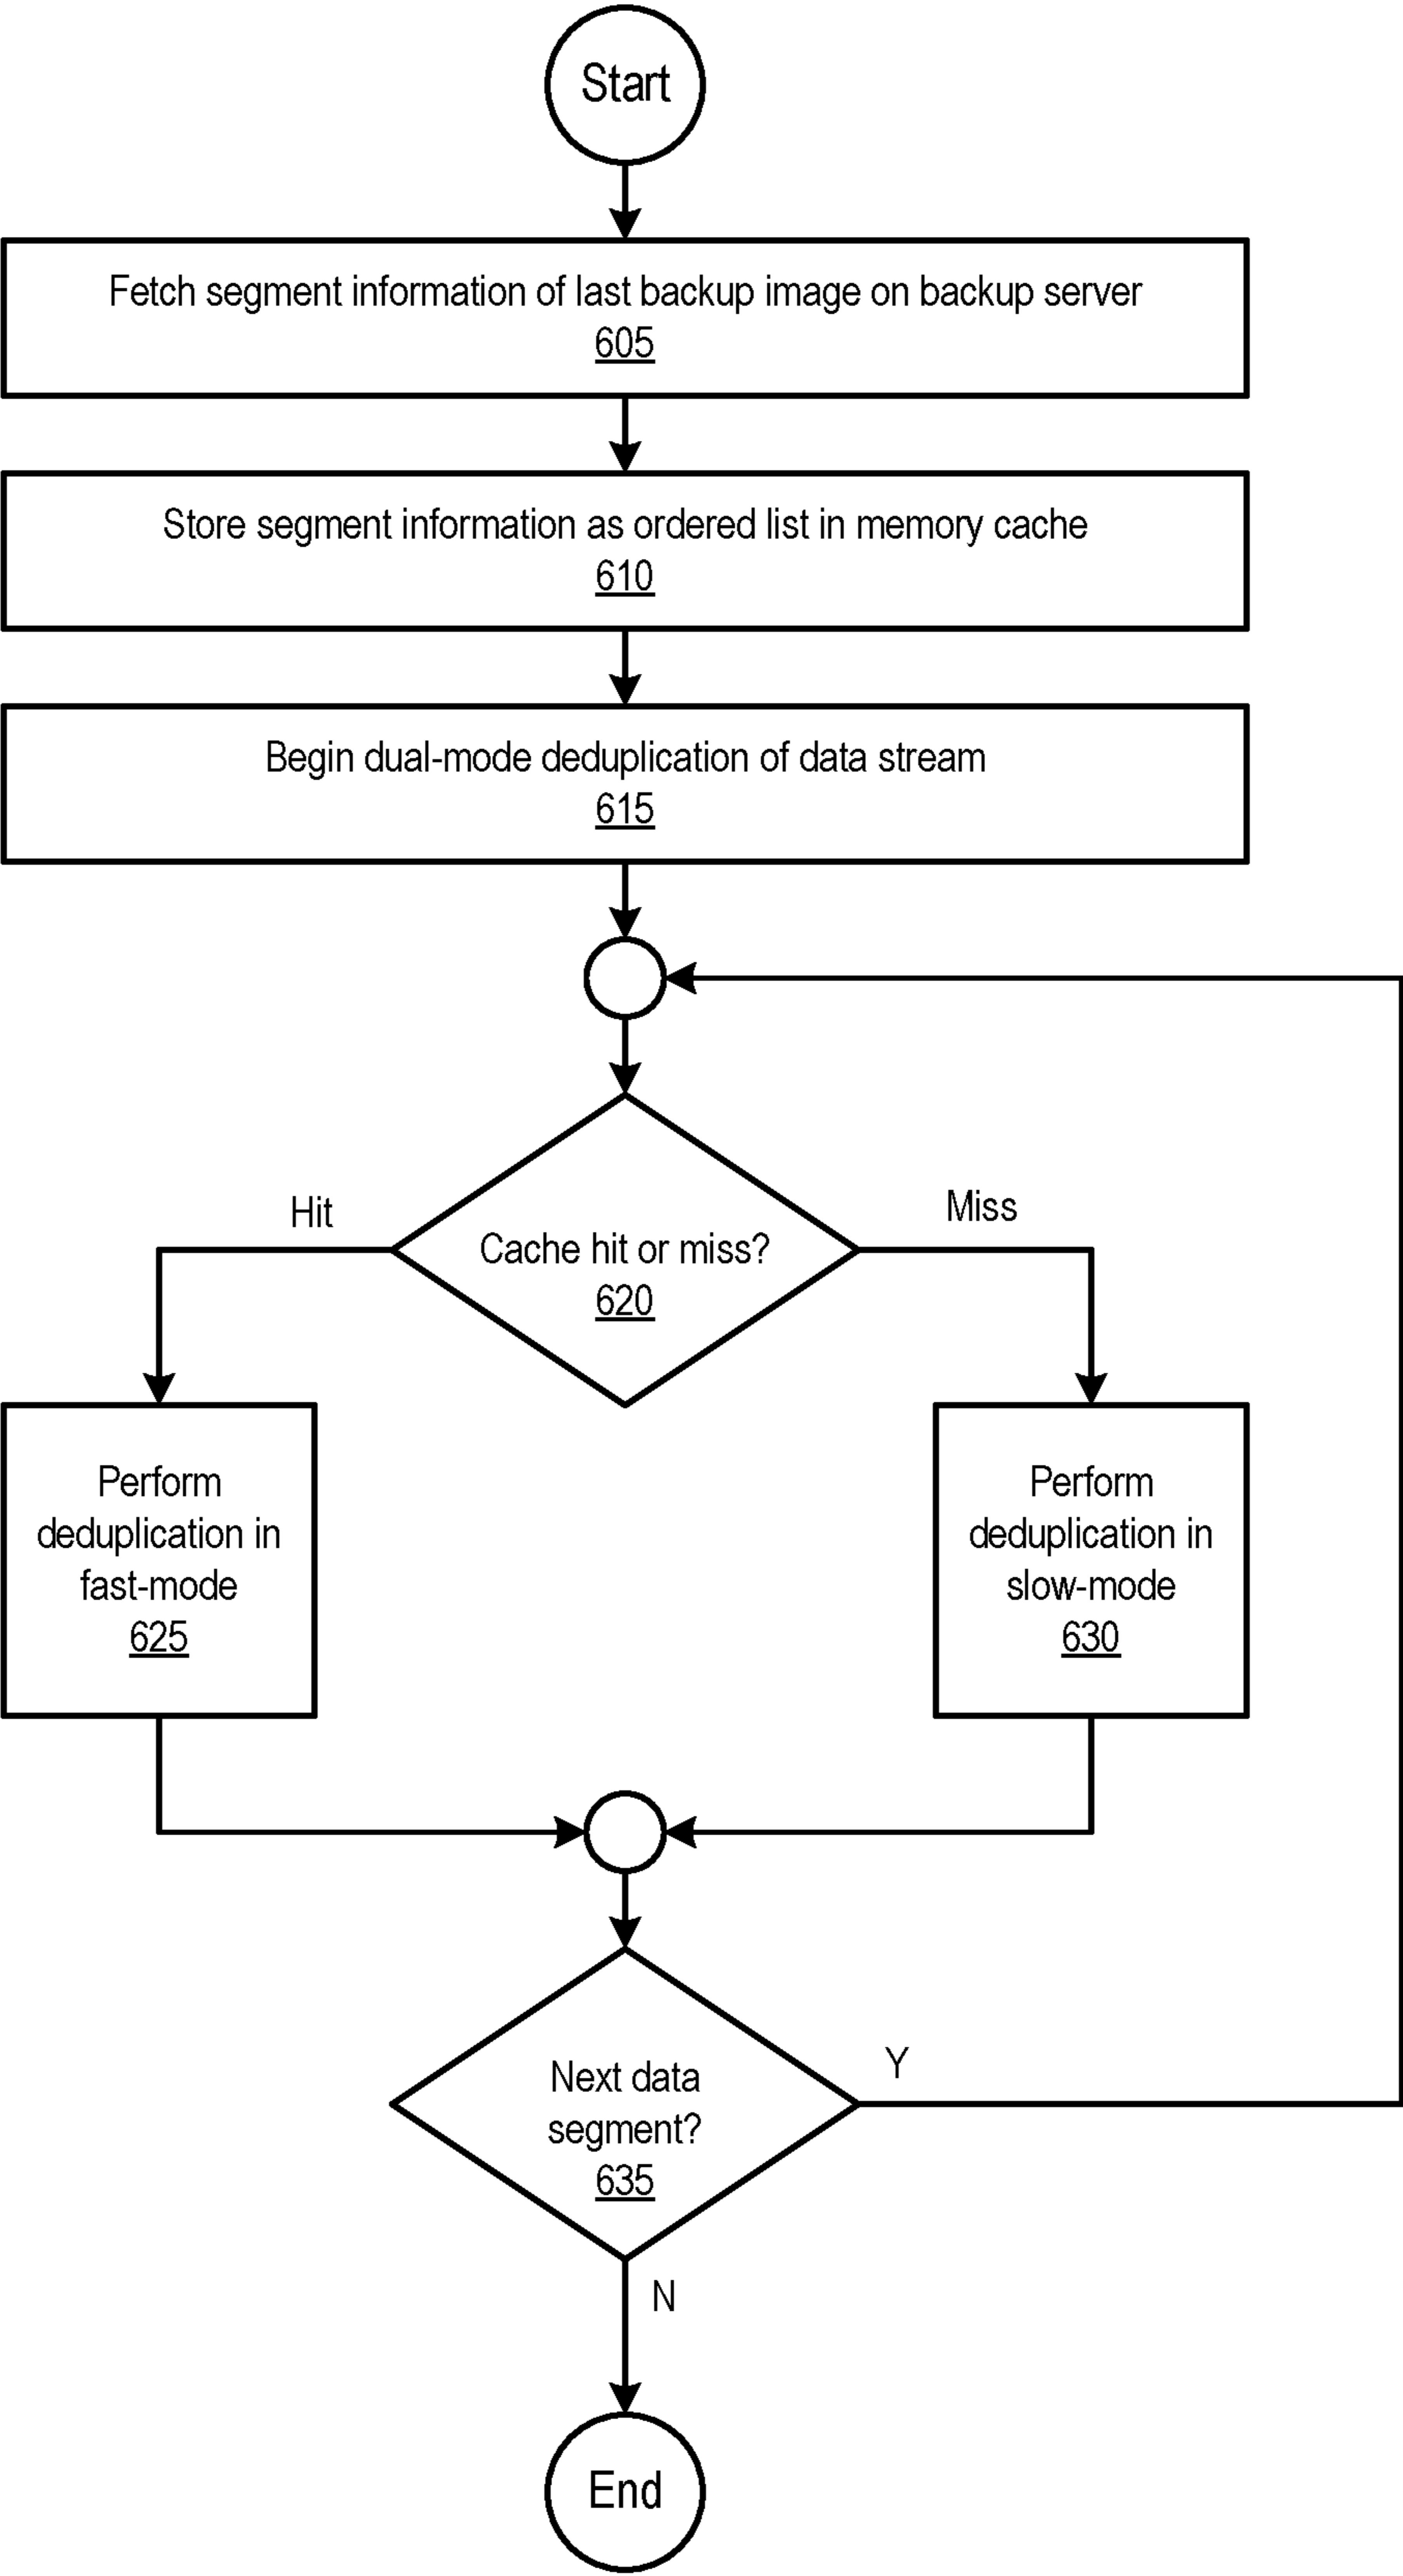 Start
Fetch segment information of last backup image on backup server
605
Store segment information as ordered list in memory cache
610
Begin dual-mode deduplication of data stream
615
Hit
Miss
Cache hit or miss?
620
Perform
deduplication in
fast-mode
625
Perform
deduplication in
slow-mode
630
Y
Next data
segment?
635
N
End